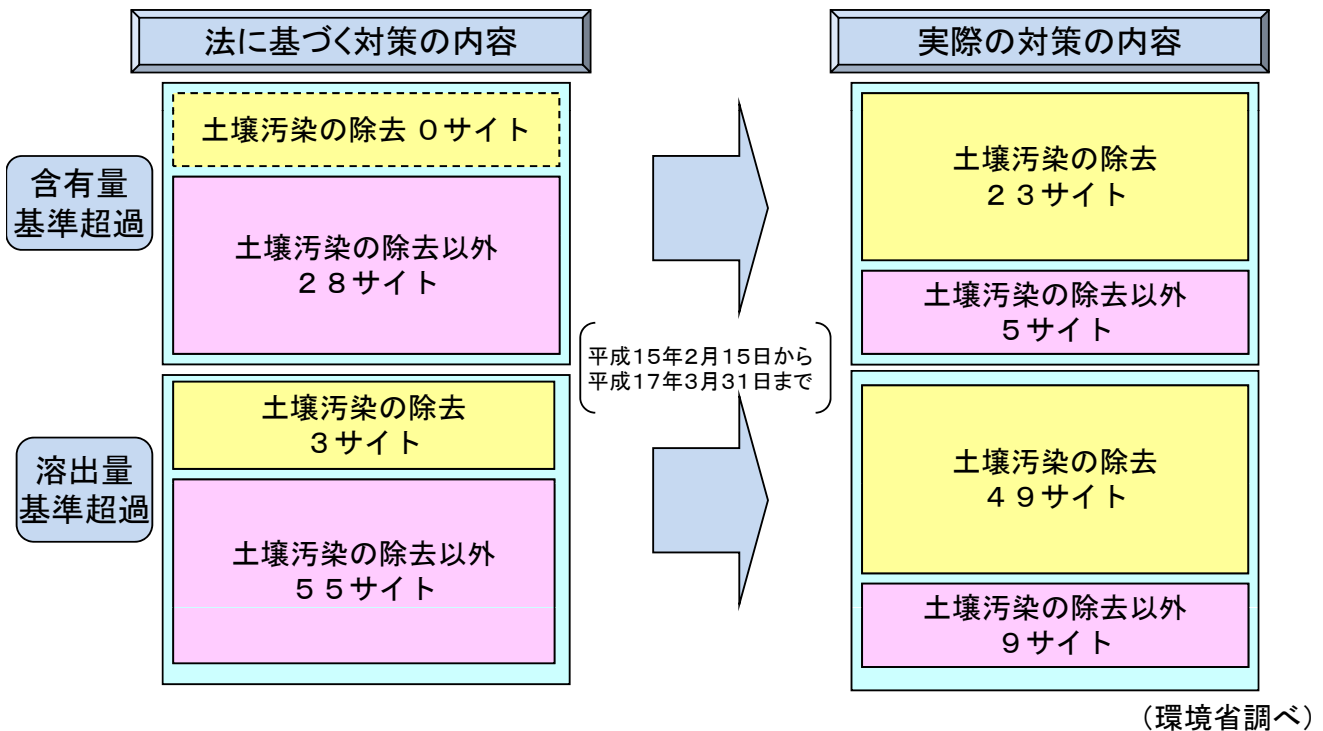 法に基づく対策の内容
実際の対策の内容
含有量
基準超過
土壌汚染の除去 0サイト
土壌汚染の除去以外
28サイト
土壌汚染の除去
23サイト
土壌汚染の除去以外
5サイト
平成15年2月15日から
平成17年3月31日まで
溶出量
基準超過
土壌汚染の除去
3サイト
土壌汚染の除去以外
55サイト
土壌汚染の除去
49サイト
土壌汚染の除去以外
9サイト
（環境省調べ）